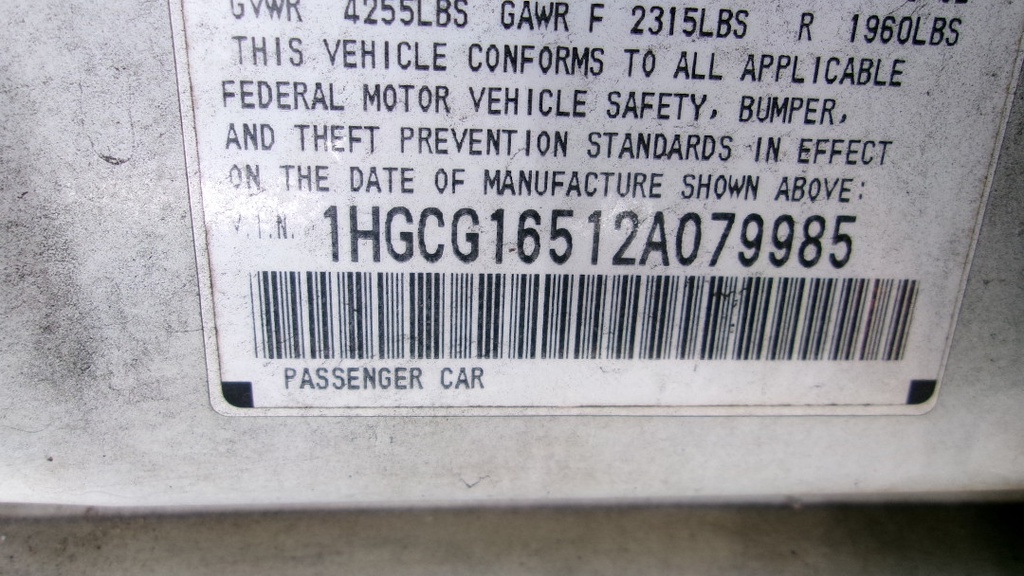 GVWR 4255LBS GAWR F 2315LBS R 1960LBS
THIS VEHICLE CONFORMS TO ALL APPLICABLE
FEDERAL MOTOR VEHICLE SAFETY, BUMPER,
AND THEFT PREVENTION STANDARDS IN EFFECT
ON THE DATE OF MANUFACTURE SHOWN ABOVE:
V.I.N. 1HGCG16512A079985
PASSENGER CAR